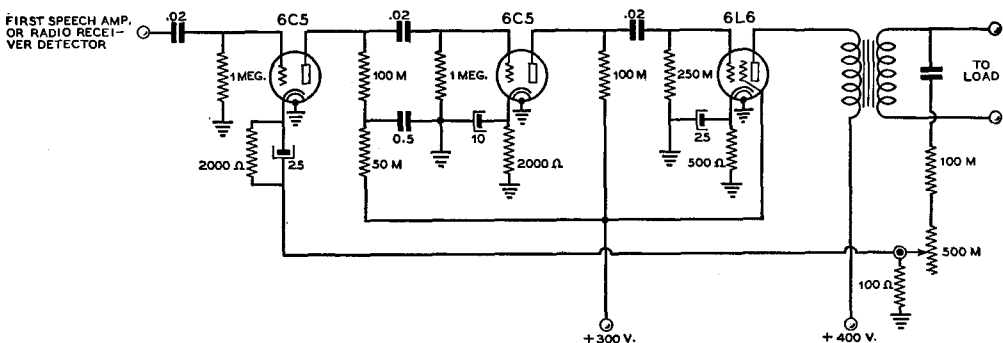 FIRST SPEECH AMP.
OR RADIO RECEI-
VER DETECTOR
.02
6C5
.02
6C5
.02
6L6
1 MEG.
100 M
1 MEG.
100 M
250 M
TO
LOAD
0.5
10
25
2000 Ω
25
50 M
2000 Ω
500 Ω
100 M
500 M
100 Ω
+300 V.
+400 V.